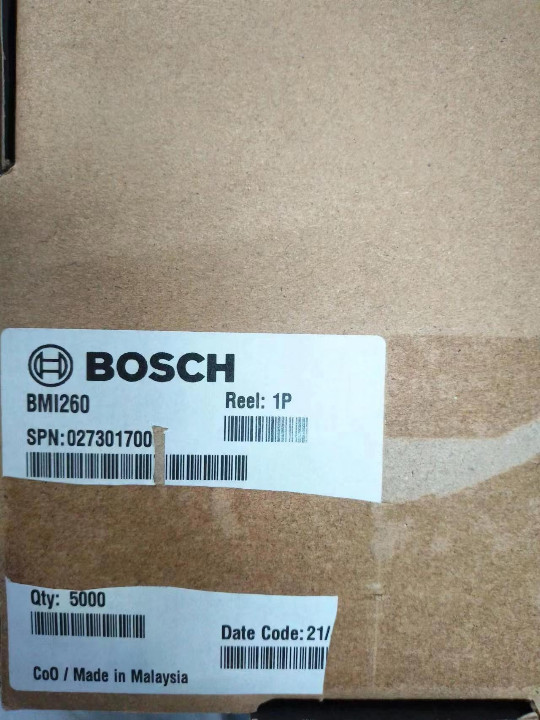 BOSCH
BMI260
Reel: 1P
SPN:027301700
Qty: 5000
Date Code: 21/
CoO / Made in Malaysia